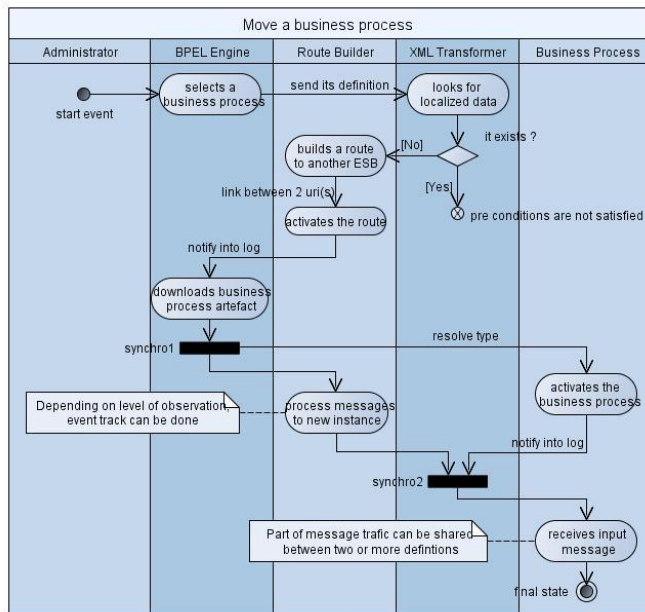 Move a business process
Administrator
BPEL Engine
Route Builder
XML Transformer
Business Process
selects a
business process
send its definition
looks for
localized data
start event
it exists ?
[No]
builds a route
to another ESB
[Yes]
link between 2 uri(s)
pre conditions are not satisfied
activates the route
notify into log
downloads business
process artefact
resolve type
synchro1
activates the
business process
Depending on level of observation,
event track can be done
process messages
to new instance
notify into log
synchro2
Part of message trafic can be shared
between two or more defintions
receives input
message
final state